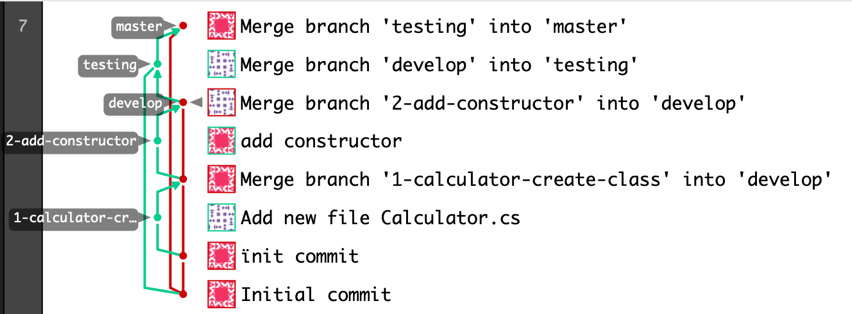 7
master
Merge branch 'testing' into 'master'
testing
Merge branch 'develop' into 'testing'
develop
Merge branch '2-add-constructor' into 'develop'
2-add-constructor
add constructor
Merge branch '1-calculator-create-class' into 'develop'
1-calculator-cr…
Add new file Calculator.cs
ïnit commit
Initial commit